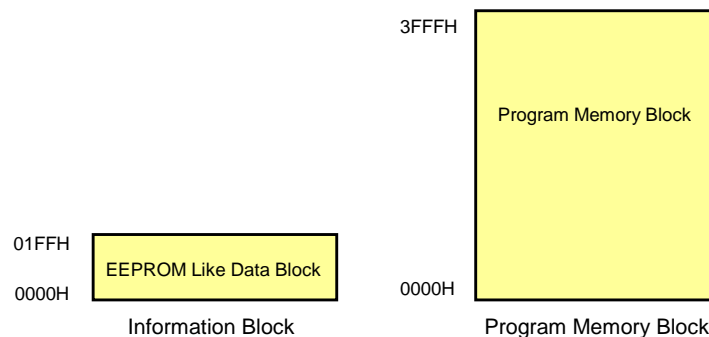 3FFFH
Program Memory Block
01FFH
EEPROM Like Data Block
0000H
0000H
Information Block
Program Memory Block